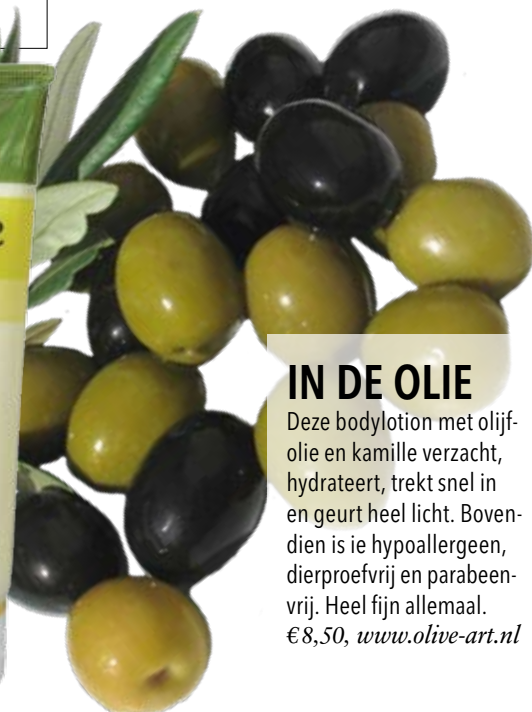 IN DE OLIE
Deze bodylotion met olijf-
olie en kamille verzacht,
hydrateert, trekt snel in
en geurt heel licht. Boven-
dien is ie hypoallergeen,
dierproefvrij en parabeen-
vrij. Heel fijn allemaal.
€8,50, www.olive-art.nl